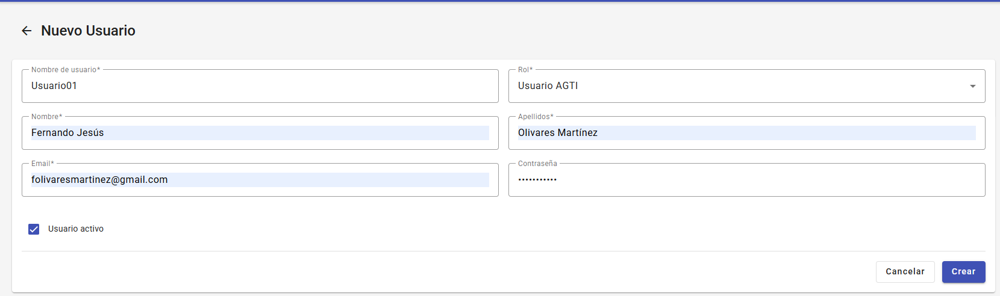 Nuevo Usuario
Nombre de usuario*
Usuario01
Rol*
Usuario AGTI
Nombre*
Fernando Jesús
Apellidos*
Olivares Martínez
Email*
folivaresmartinez@gmail.com
Contraseña
•••••••••••
Usuario activo
Cancelar
Crear